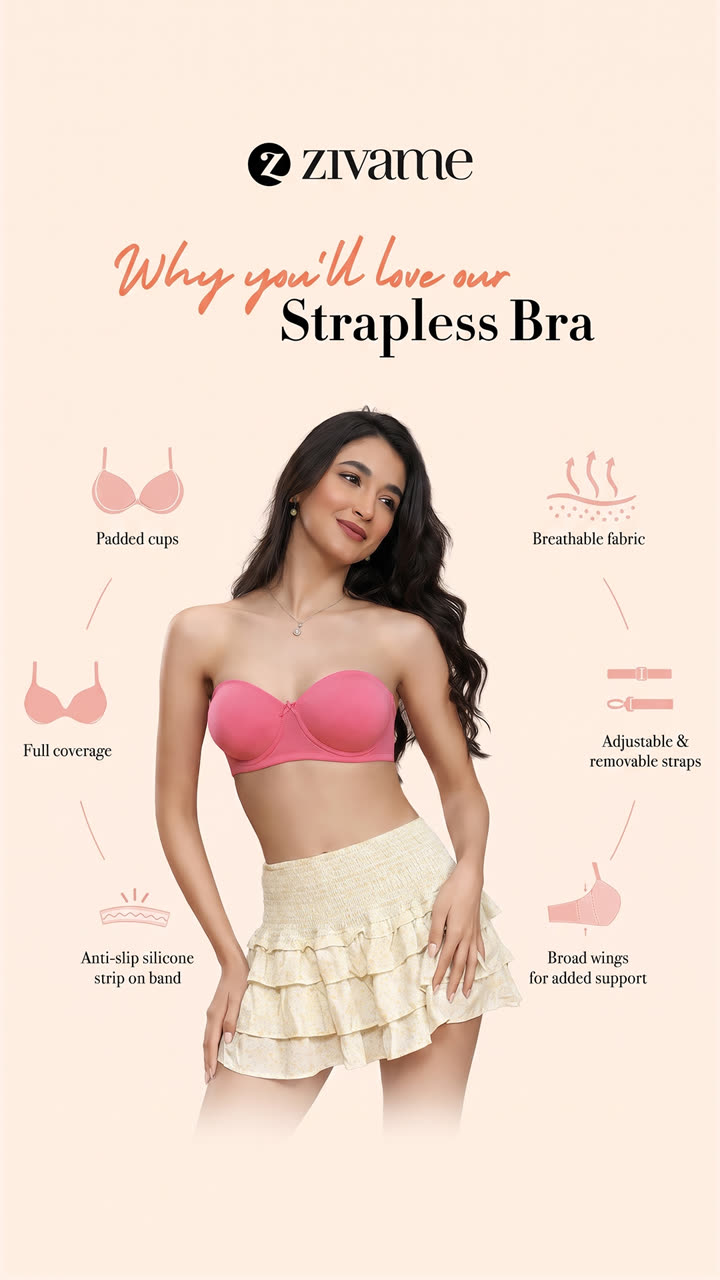 zivame
Why you'll love our
Strapless Bra
Padded cups
Breathable fabric
Full coverage
Adjustable &
removable straps
Anti-slip silicone
strip on band
Broad wings
for added support